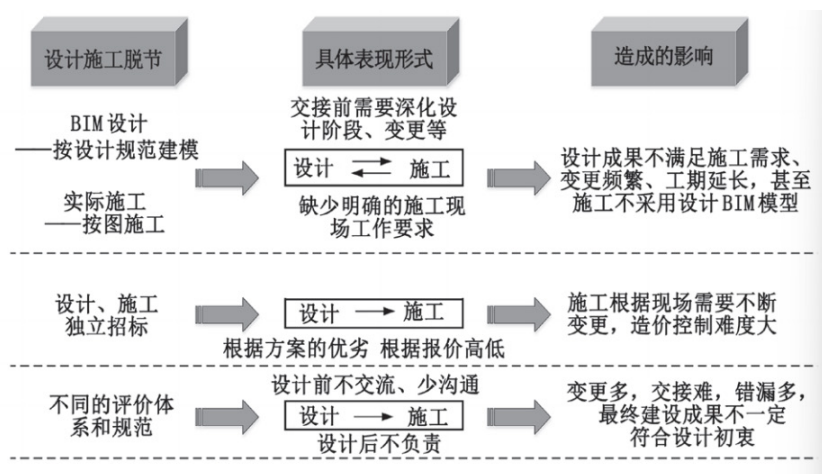 设计施工脱节
具体表现形式
造成的影响
BIM设计
——按设计规范建模
实际施工
——按图施工
交接前需要深化设
计阶段、变更等
设计
施工
缺少明确的施工现
场工作要求
设计成果不满足施工需求、
变更频繁、工期延长，甚至
施工不采用设计BIM模型
设计、施工
独立招标
设计
施工
根据方案的优劣 根据报价高低
施工根据现场需要不断
变更，造价控制难度大
不同的评价体
系和规范
设计前不交流、少沟通
设计
施工
设计后不负责
变更多，交接难，错漏多，
最终建设成果不一定
符合设计初衷